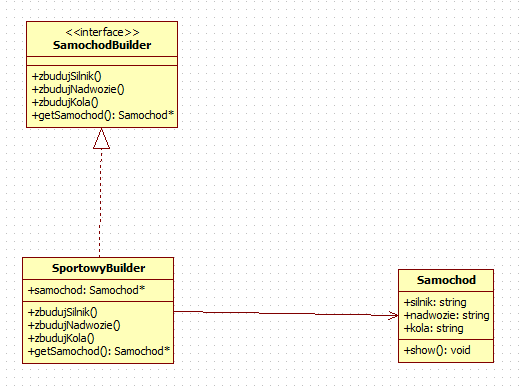 <<interface>>
SamochodBuilder
+zbudujSilnik()
+zbudujNadwozie()
+zbudujKola()
+getSamochod(): Samochod*
SportowyBuilder
+samochod: Samochod*
+zbudujSilnik()
+zbudujNadwozie()
+zbudujKola()
+getSamochod(): Samochod*
Samochod
+silnik: string
+nadwozie: string
+kola: string
+show(): void